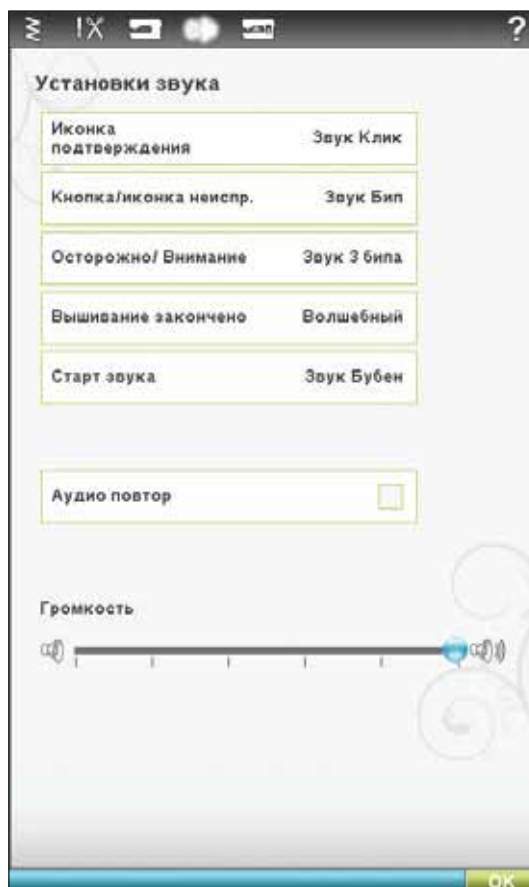 ?
Установки звука
Иконка
подтверждения Звук Клик
Кнопка/иконка неиспр. Звук Бип
Осторожно/ Внимание Звук 3 бипа
Вышивание закончено Волшебный
Старт звука Звук Бубен
Аудио повтор
Громкость
OK